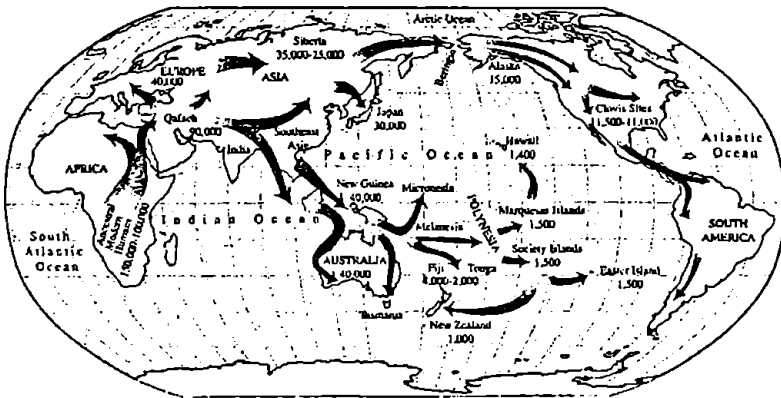 Arctic Ocean
Siberia
35,000-25,000
EUROPE
40,000
ASIA
Beringia
Alaska
15,000
Qafzeh
90,000
Japan
30,000
Clovis Sites
Southeast
Asia
India
Hawaii
1,400
Atlantic
Ocean
AFRICA
Pacific Ocean
New Guinea
40,000
Micronesia
Indian Ocean
Melanesia
POLYNESIA
Marquesas Islands
1,500
SOUTH
AMERICA
South
Atlantic
Ocean
Modern
Humans
AUSTRALIA
40,000
Fiji
Tonga
Society Islands
1,500
Easter Island
1,500
Tasmania
New Zealand
1,000